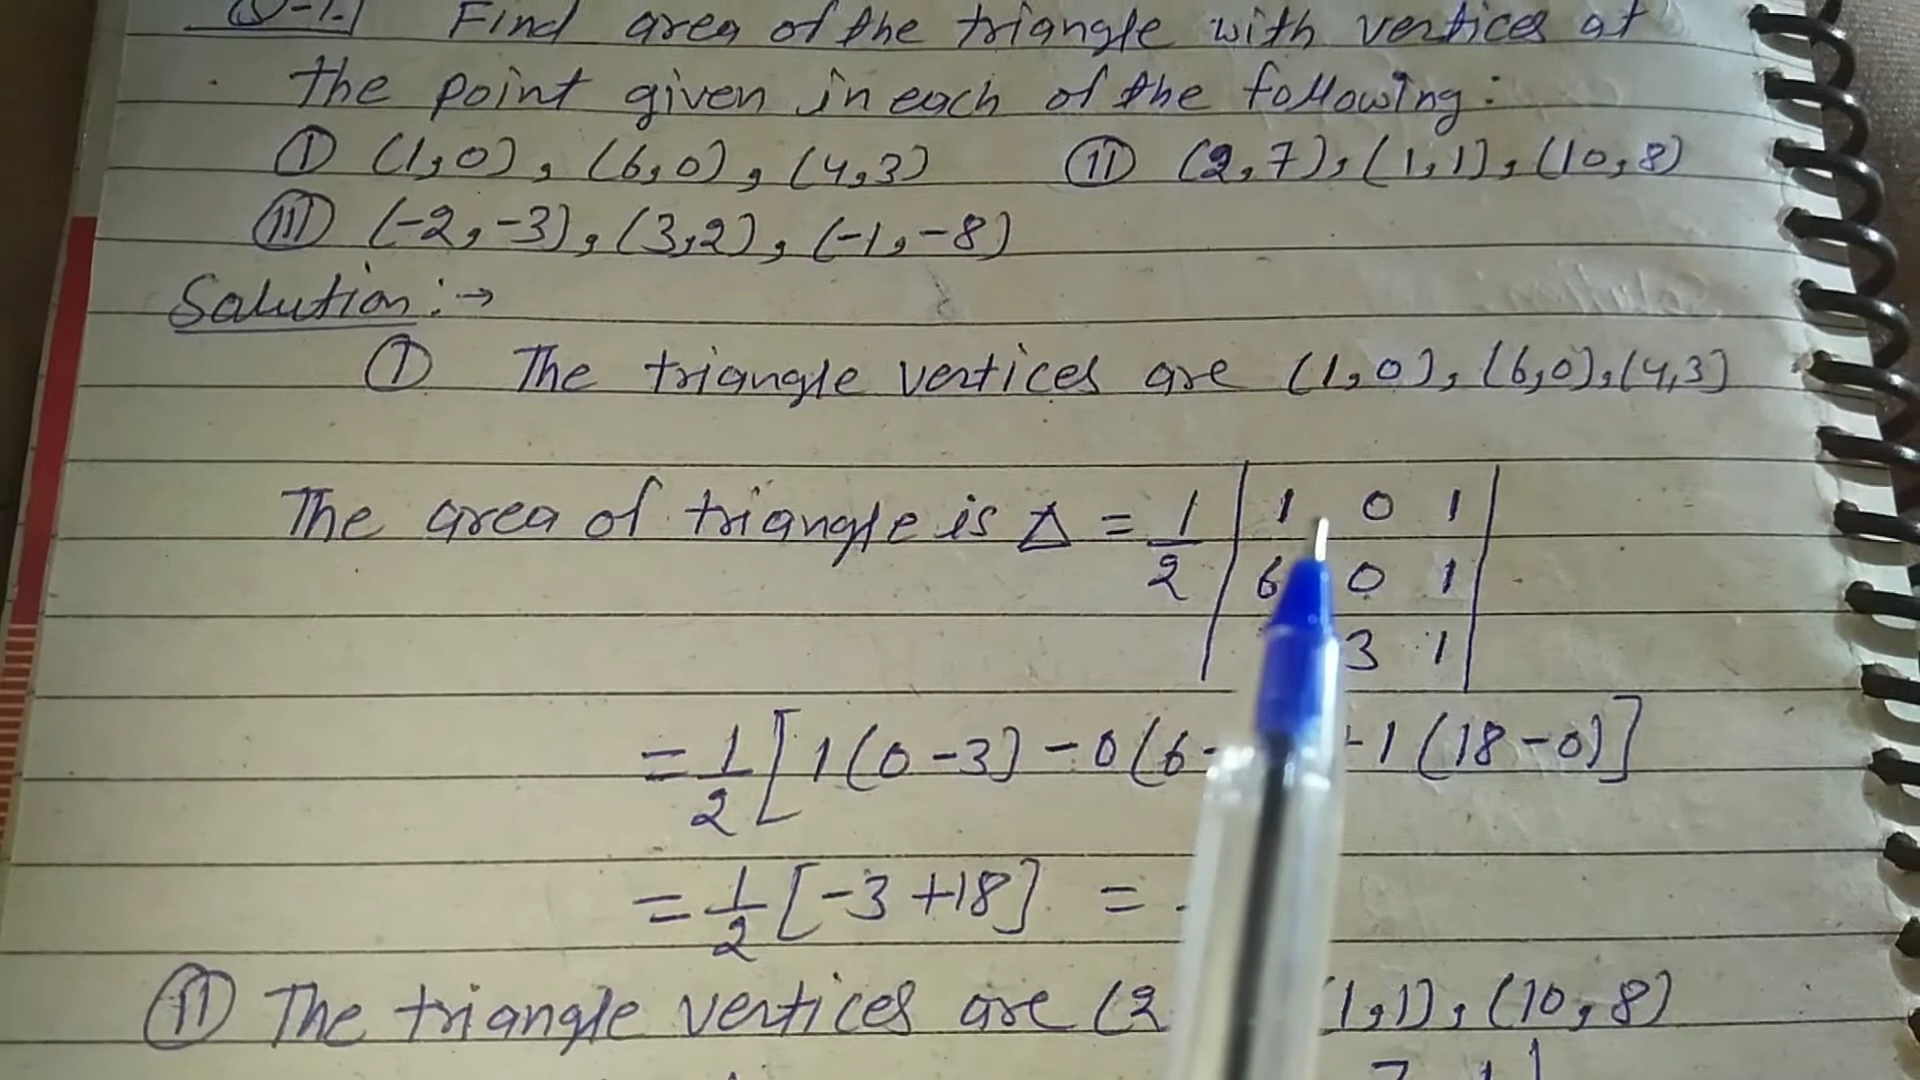 Find area of the triangle with vertices at
the point given in each of the following:
(I) (1,0), (6,0), (4,3) (II) (2,7), (1,1), (10,8)
(III) (-2,-3), (3,2), (-1,-8)
Solution:→
(I) The triangle vertices are (1,0), (6,0), (4,3)
The area of triangle is Δ = 1/2 | 1 0 1 |
6 0 1
3 1
= 1/2 [1(0-3) -0(6- -1(18-0)]
= 1/2 [-3+18] =
(II) The triangle vertices are (2 1,1), (10,8)